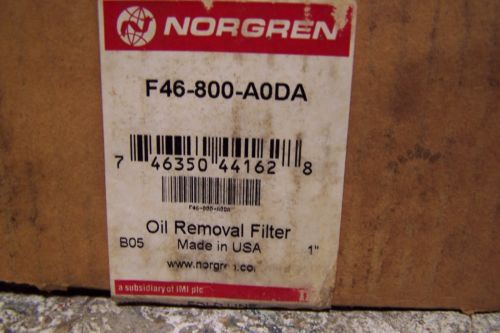 NORGREN
F46-800-A0DA
7 46350 44162 8
F46-800-A0DA
Oil Removal Filter
B05 Made in USA 1"
www.norgren.com
a subsidiary of IMI plc